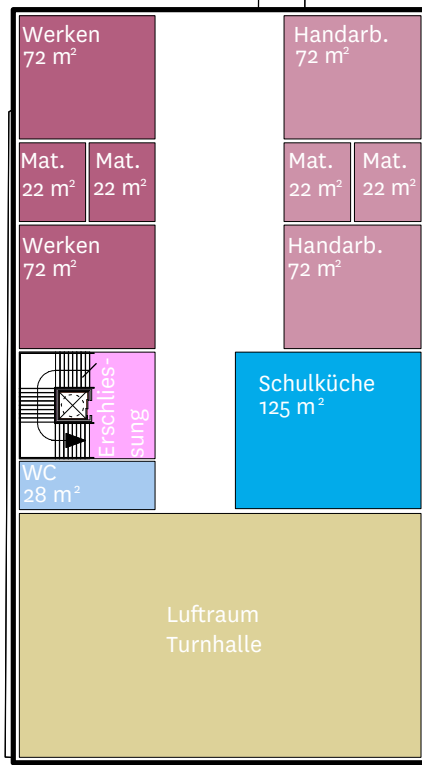 Werken
72 m²
Handarb.
72 m²
Mat.
22 m²
Mat.
22 m²
Mat.
22 m²
Mat.
22 m²
Werken
72 m²
Handarb.
72 m²
Erschlies-
sung
Schulküche
125 m²
WC
28 m²
Luftraum
Turnhalle